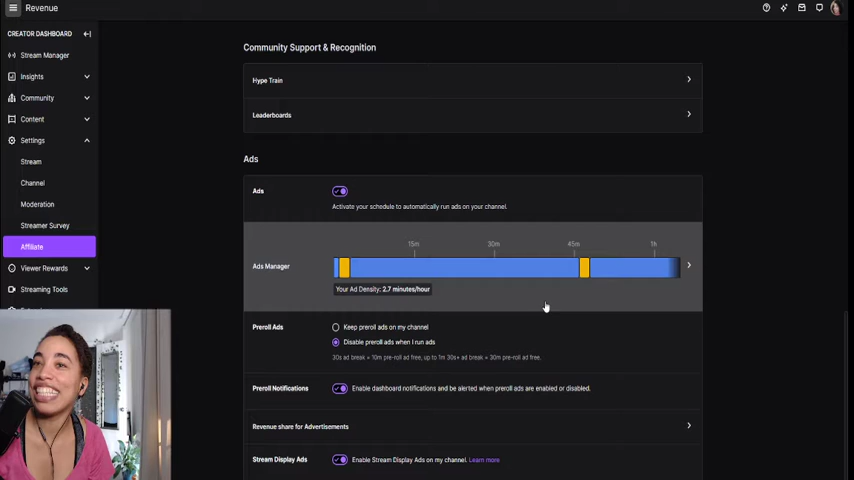 Revenue
CREATOR DASHBOARD
Stream Manager
Insights
Community
Content
Settings
Stream
Channel
Moderation
Streamer Survey
Affiliate
Viewer Rewards
Streaming Tools
Community Support & Recognition
Hype Train
Leaderboards
Ads
Ads
Activate your schedule to automatically run ads on your channel.
15m 30m 45m 1h
Ads Manager
Your Ad Density: 2.7 minutes/hour
Preroll Ads
Keep preroll ads on my channel
Disable preroll ads when I run ads
30s ad break = 10m pre-roll ad free, up to 1m 30s+ ad break = 30m pre-roll ad free.
Preroll Notifications
Enable dashboard notifications and be alerted when preroll ads are enabled or disabled.
Revenue share for Advertisements
Stream Display Ads
Enable Stream Display Ads on my channel. Learn more